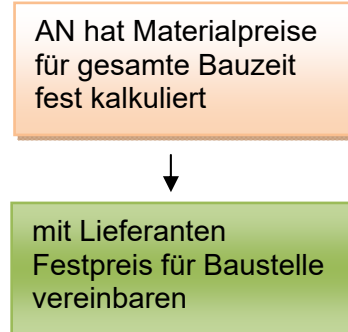 AN hat Materialpreise
für gesamte Bauzeit
fest kalkuliert
mit Lieferanten
Festpreis für Baustelle
vereinbaren